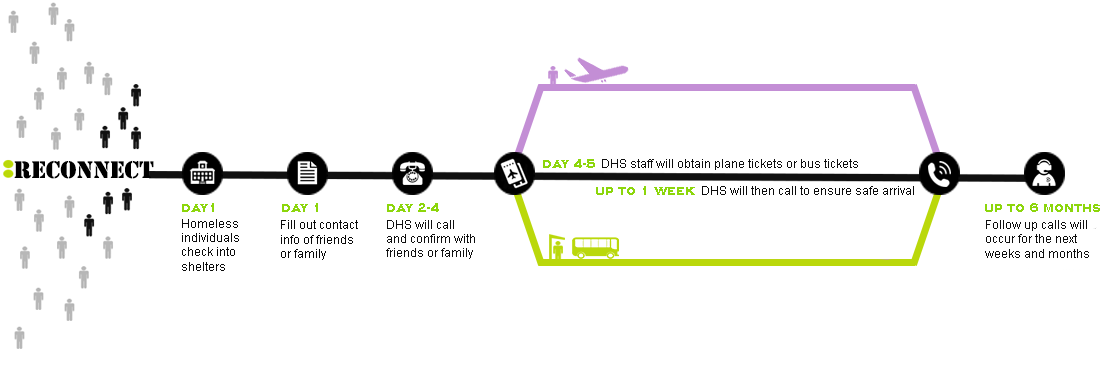 :RECONNECT
DAY1
Homeless
individuals
check into
shelters
DAY 1
Fill out contact
info of friends
or family
DAY 2-4
DHS will call
and confirm with
friends or family
DAY 4-5 DHS staff will obtain plane tickets or bus tickets
UP TO 1 WEEK DHS will then call to ensure safe arrival
UP TO 6 MONTHS
Follow up calls will
occur for the next
weeks and months